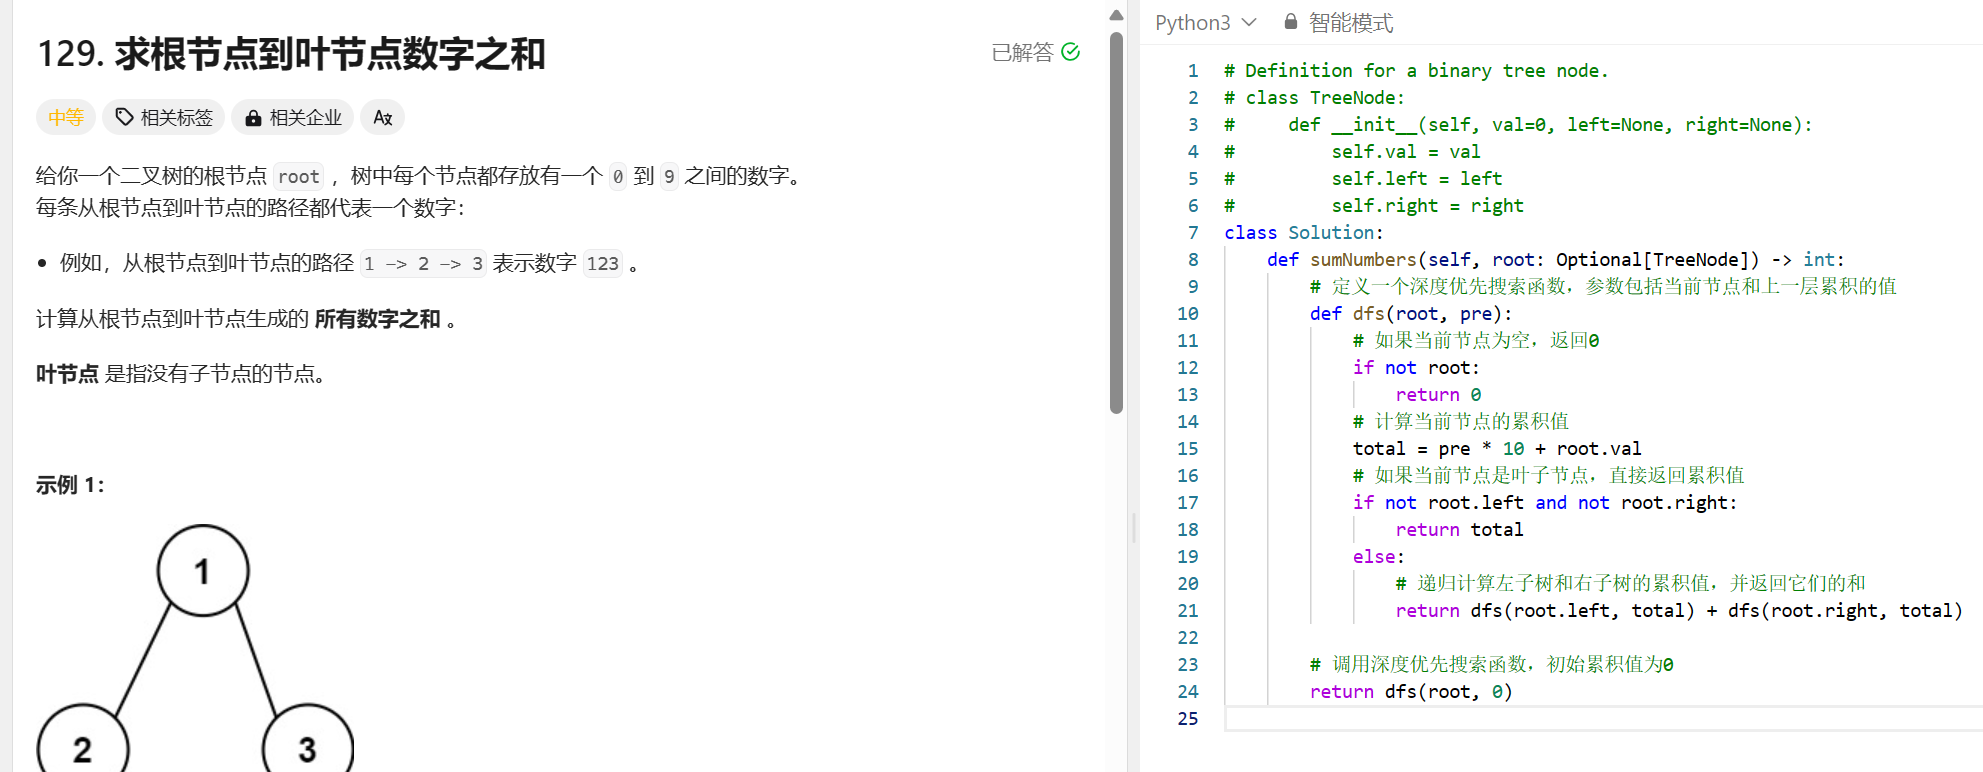 129. 求根节点到叶节点数字之和
已解答
中等
相关标签
相关企业
给你一个二叉树的根节点 root ，树中每个节点都存放有一个 0 到 9 之间的数字。
每条从根节点到叶节点的路径都代表一个数字：
• 例如，从根节点到叶节点的路径 1 -> 2 -> 3 表示数字 123 。
计算从根节点到叶节点生成的 所有数字之和 。
叶节点 是指没有子节点的节点。
示例 1：
1
2
3
Python3
智能模式
1 # Definition for a binary tree node.
2 # class TreeNode:
3 #     def __init__(self, val=0, left=None, right=None):
4 #         self.val = val
5 #         self.left = left
6 #         self.right = right
7 class Solution:
8     def sumNumbers(self, root: Optional[TreeNode]) -> int:
9         # 定义一个深度优先搜索函数，参数包括当前节点和上一层累积的值
10         def dfs(root, pre):
11             # 如果当前节点为空，返回0
12             if not root:
13                 return 0
14             # 计算当前节点的累积值
15             total = pre * 10 + root.val
16             # 如果当前节点是叶子节点，直接返回累积值
17             if not root.left and not root.right:
18                 return total
19             else:
20                 # 递归计算左子树和右子树的累积值，并返回它们的和
21                 return dfs(root.left, total) + dfs(root.right, total)
22
23         # 调用深度优先搜索函数，初始累积值为0
24         return dfs(root, 0)
25